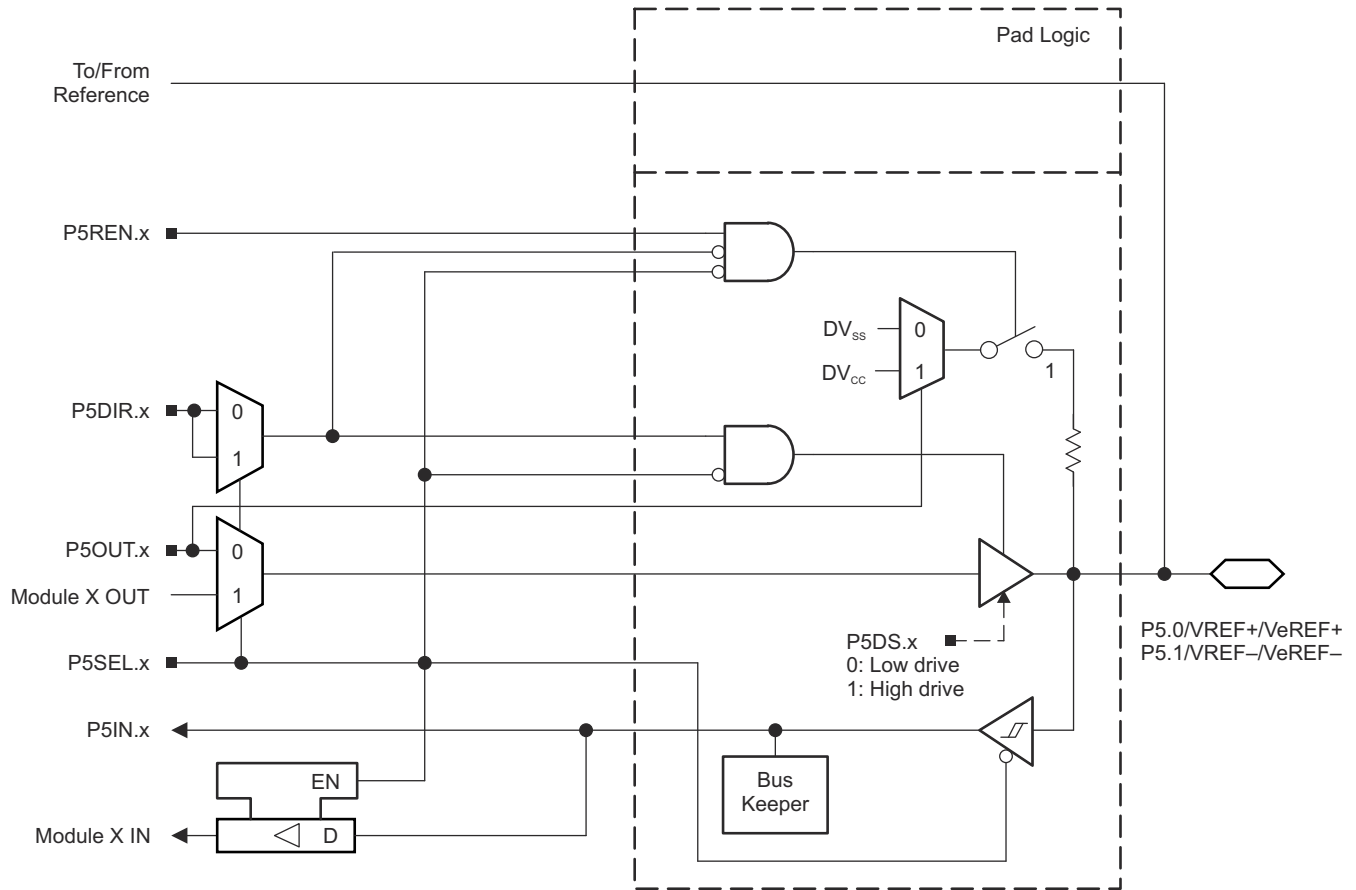 Pad Logic
To/From
Reference
P5REN.x
DVSS
0
DVCC
1
1
P5DIR.x
0
1
P5OUT.x
0
Module X OUT
1
P5DS.x
0: Low drive
1: High drive
P5.0/VREF+/VeREF+
P5.1/VREF–/VeREF–
P5SEL.x
P5IN.x
Bus
Keeper
EN
Module X IN
D